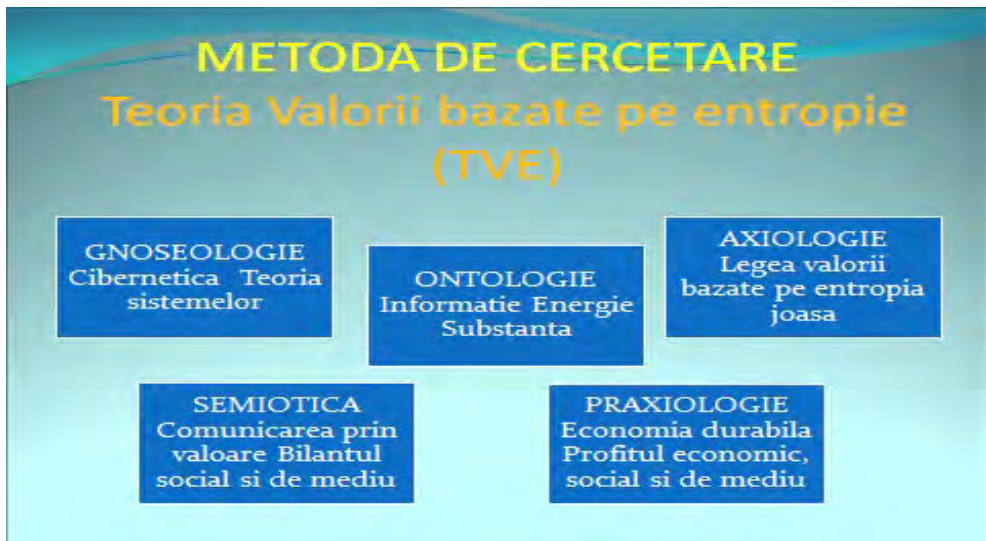 METODA DE CERCETARE
Teoria Valorii bazate pe entropie
(TVE)
GNOSEOLOGIE
Cibernetica Teoria
sistemelor
ONTOLOGIE
Informatie Energie
Substanta
AXIOLOGIE
Legea valorii
bazate pe entropia
joasa
SEMIOTICA
Comunicarea prin
valoare Bilantul
social si de mediu
PRAXIOLOGIE
Economia durabila
Profitul economic,
social si de mediu